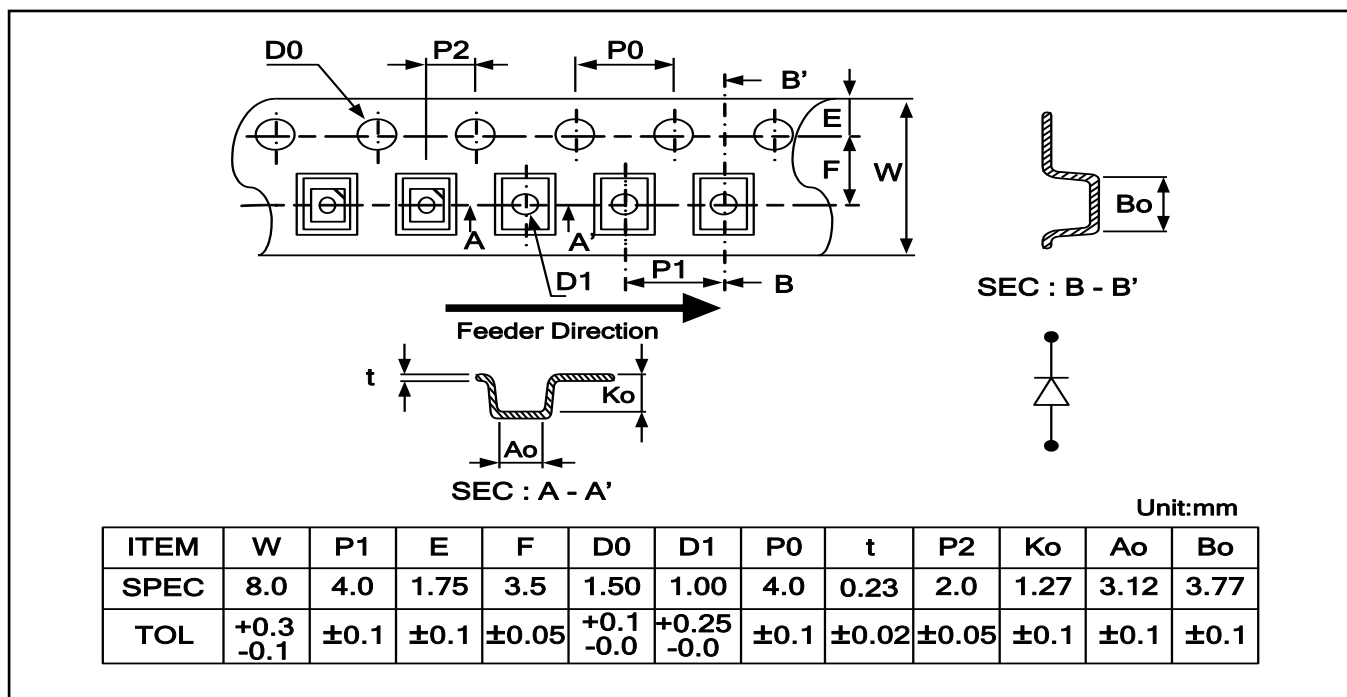 D0
P2
P0
B’
E
F
W
A
A’
D1
P1
B
Bo
SEC : B - B’
Feeder Direction
t
Ko
Ao
SEC : A - A’
Unit:mm
ITEM W P1 E F D0 D1 P0 t P2 Ko Ao Bo
SPEC 8.0 4.0 1.75 3.5 1.50 1.00 4.0 0.23 2.0 1.27 3.12 3.77
TOL +0.3 -0.1 ±0.1 ±0.1 ±0.05 +0.1 -0.0 +0.25 -0.0 ±0.1 ±0.02 ±0.05 ±0.1 ±0.1 ±0.1